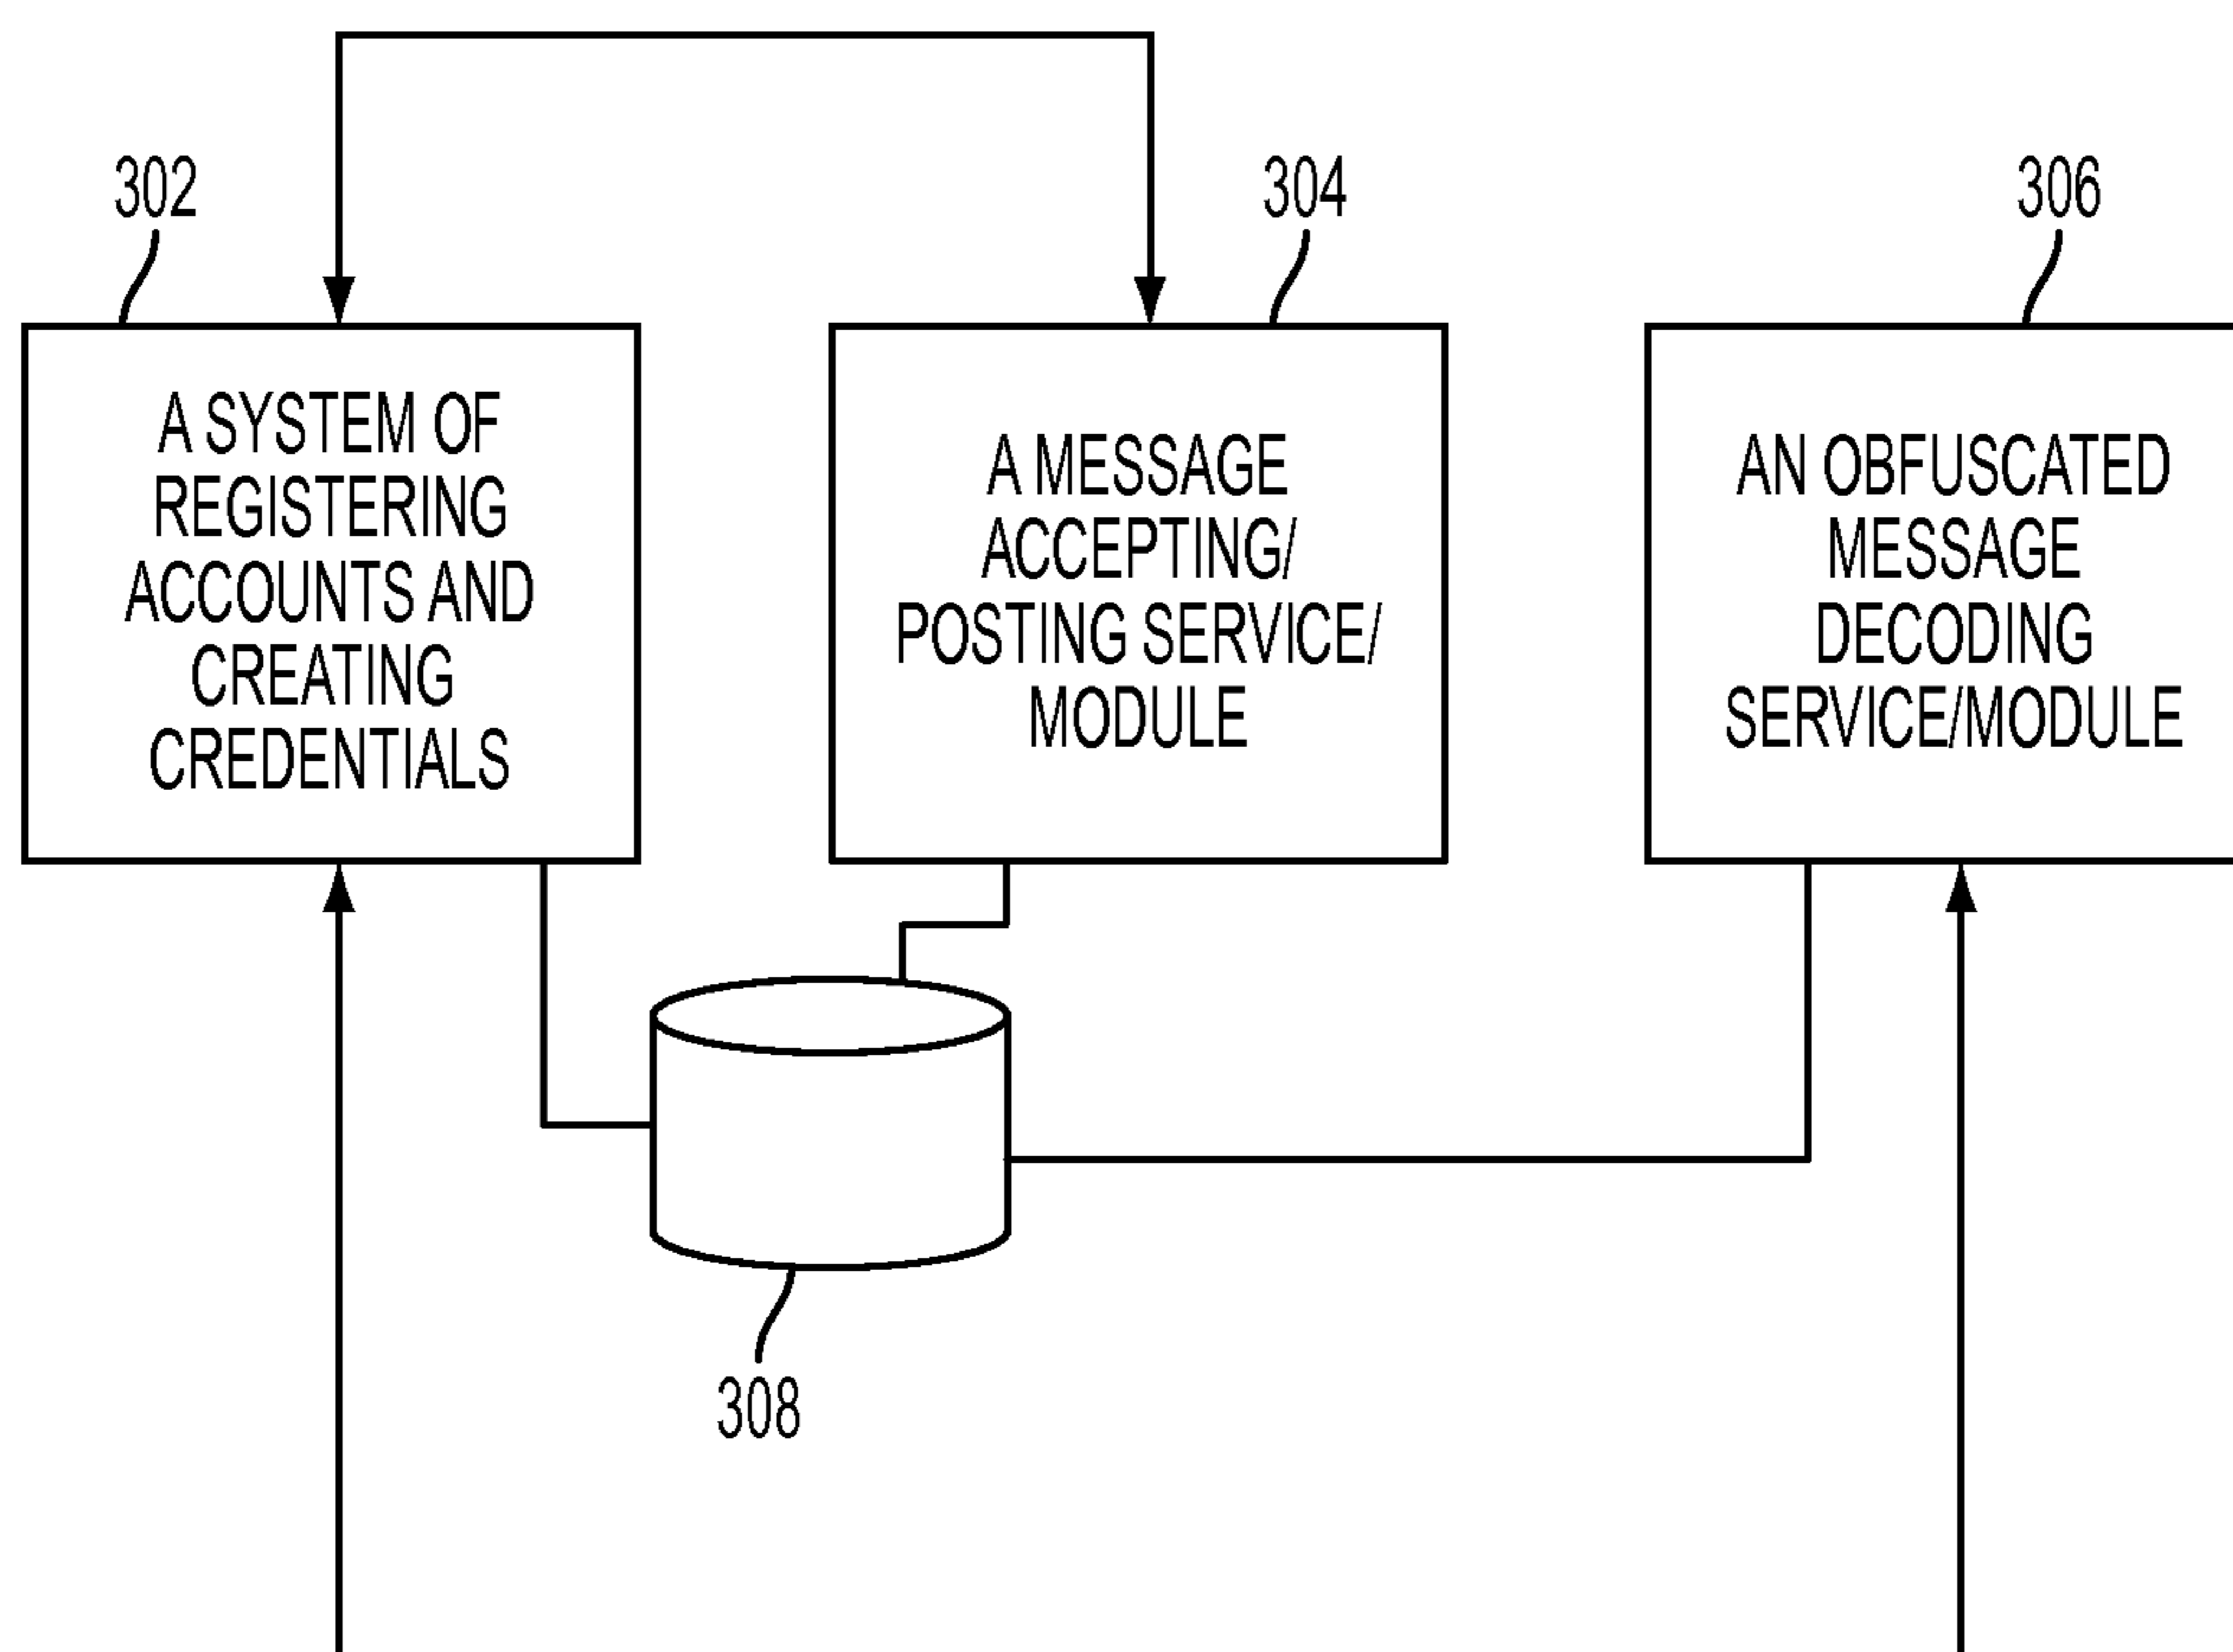 302
304
306
A SYSTEM OF
REGISTERING
ACCOUNTS AND
CREATING
CREDENTIALS
A MESSAGE
ACCEPTING/
POSTING SERVICE/
MODULE
AN OBFUSCATED
MESSAGE
DECODING
SERVICE/MODULE
308